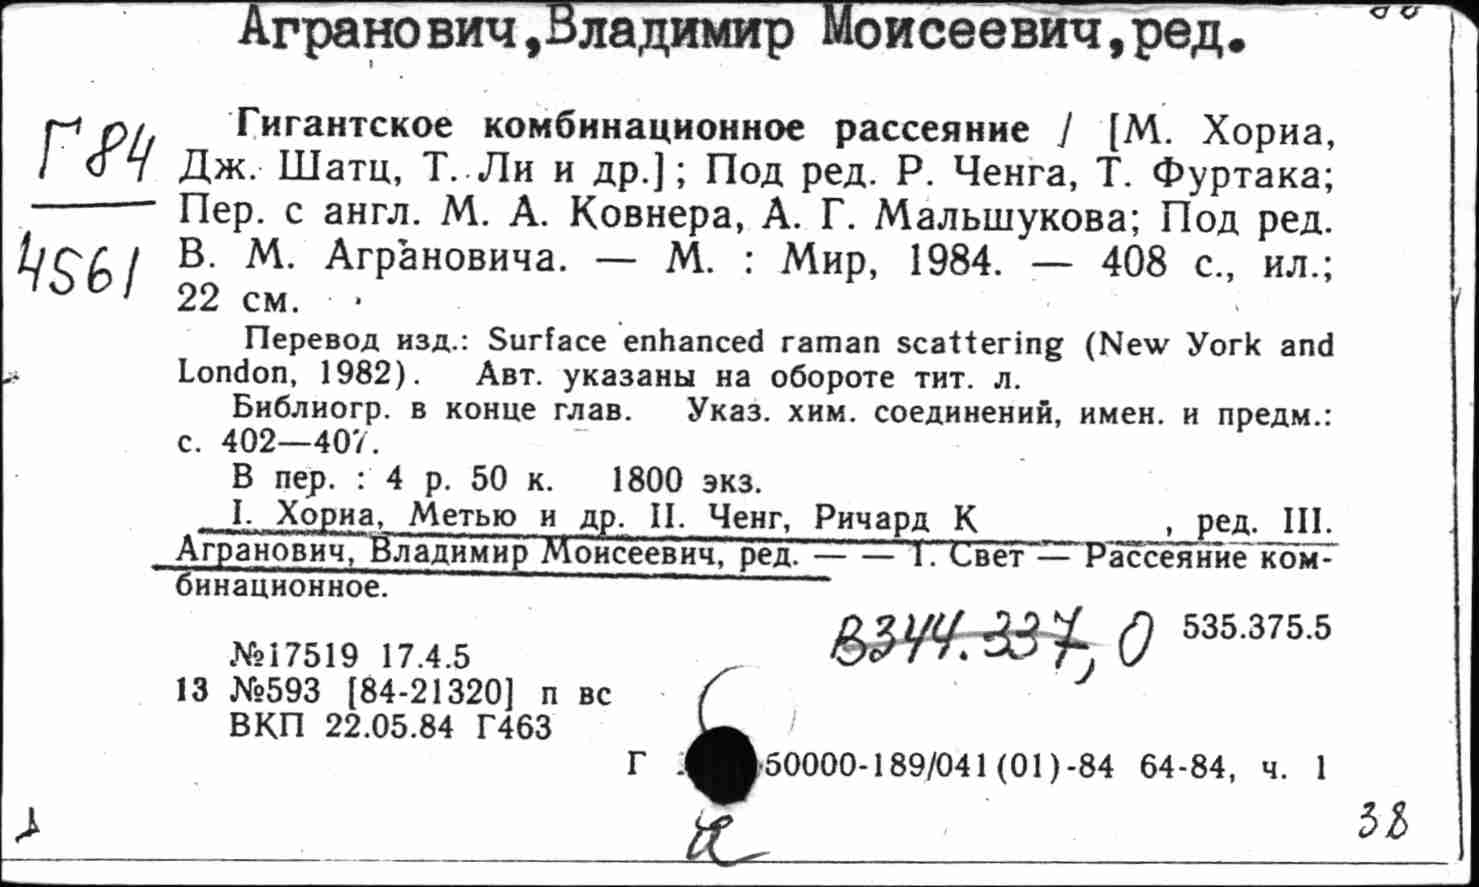 Агранович,Владимир Моисеевич,ред.
Г84
4561
Гигантское комбинационное рассеяние / [М. Хориа,
Дж. Шатц, Т. Ли и др.] ; Под ред. Р. Ченга, Т. Фуртака;
Пер. с англ. М. А. Ковнера, А. Г. Мальшукова; Под ред.
В. М. Аграновича. — М. : Мир, 1984. — 408 с., ил.;
22 см.
Перевод изд.: Surface enhanced raman scattering (New York and
London, 1982). Авт. указаны на обороте тит. л.
Библиогр. в конце глав. Указ. хим. соединений, имен. и предм.:
с. 402—407.
В пер. : 4 р. 50 к. 1800 экз.
I. Хориа, Метью и др. II. Ченг, Ричард К , ред. III.
Агранович, Владимир Моисеевич, ред. — — 1. Свет — Рассеяние ком-
бинационное.
В344.337,0 535.375.5
№17519 17.4.5
13 №593 [84-21320] п вс
ВКП 22.05.84 Г463
Г 50000-189/041(01)-84 64-84, ч. 1
38